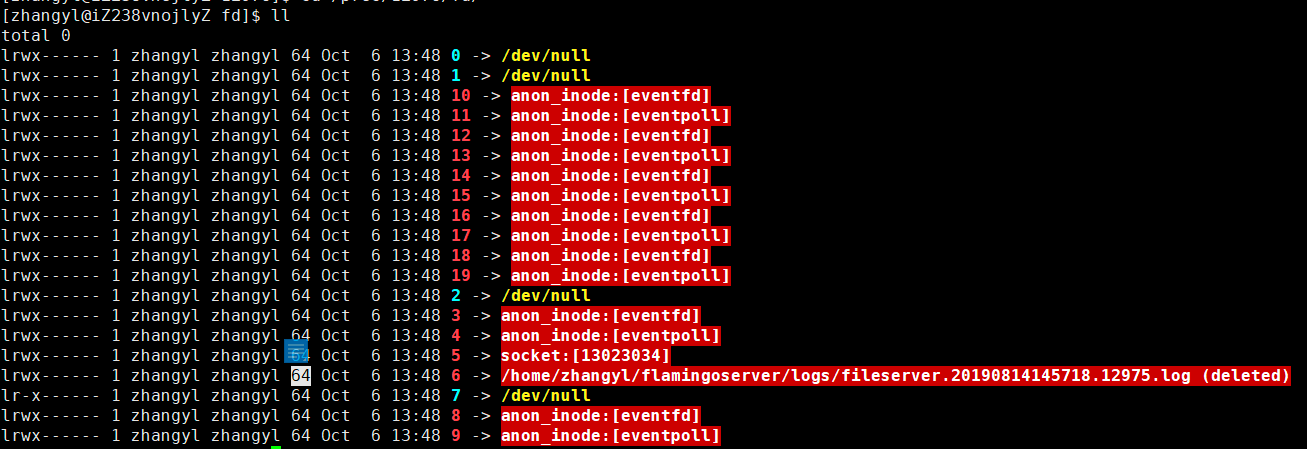 [zhangyl@iZ238vnojlyZ fd]$ ll
total 0
lrwx------ 1 zhangyl zhangyl 64 Oct  6 13:48 0 -> /dev/null
lrwx------ 1 zhangyl zhangyl 64 Oct  6 13:48 1 -> /dev/null
lrwx------ 1 zhangyl zhangyl 64 Oct  6 13:48 10 -> anon_inode:[eventfd]
lrwx------ 1 zhangyl zhangyl 64 Oct  6 13:48 11 -> anon_inode:[eventpoll]
lrwx------ 1 zhangyl zhangyl 64 Oct  6 13:48 12 -> anon_inode:[eventfd]
lrwx------ 1 zhangyl zhangyl 64 Oct  6 13:48 13 -> anon_inode:[eventpoll]
lrwx------ 1 zhangyl zhangyl 64 Oct  6 13:48 14 -> anon_inode:[eventfd]
lrwx------ 1 zhangyl zhangyl 64 Oct  6 13:48 15 -> anon_inode:[eventpoll]
lrwx------ 1 zhangyl zhangyl 64 Oct  6 13:48 16 -> anon_inode:[eventfd]
lrwx------ 1 zhangyl zhangyl 64 Oct  6 13:48 17 -> anon_inode:[eventpoll]
lrwx------ 1 zhangyl zhangyl 64 Oct  6 13:48 18 -> anon_inode:[eventfd]
lrwx------ 1 zhangyl zhangyl 64 Oct  6 13:48 19 -> anon_inode:[eventpoll]
lrwx------ 1 zhangyl zhangyl 64 Oct  6 13:48 2 -> /dev/null
lrwx------ 1 zhangyl zhangyl 64 Oct  6 13:48 3 -> anon_inode:[eventfd]
lrwx------ 1 zhangyl zhangyl 64 Oct  6 13:48 4 -> anon_inode:[eventpoll]
lrwx------ 1 zhangyl zhangyl 64 Oct  6 13:48 5 -> socket:[13023034]
lrwx------ 1 zhangyl zhangyl 64 Oct  6 13:48 6 -> /home/zhangyl/flamingoserver/logs/fileserver.20190814145718.12975.log (deleted)
lr-x------ 1 zhangyl zhangyl 64 Oct  6 13:48 7 -> /dev/null
lrwx------ 1 zhangyl zhangyl 64 Oct  6 13:48 8 -> anon_inode:[eventfd]
lrwx------ 1 zhangyl zhangyl 64 Oct  6 13:48 9 -> anon_inode:[eventpoll]